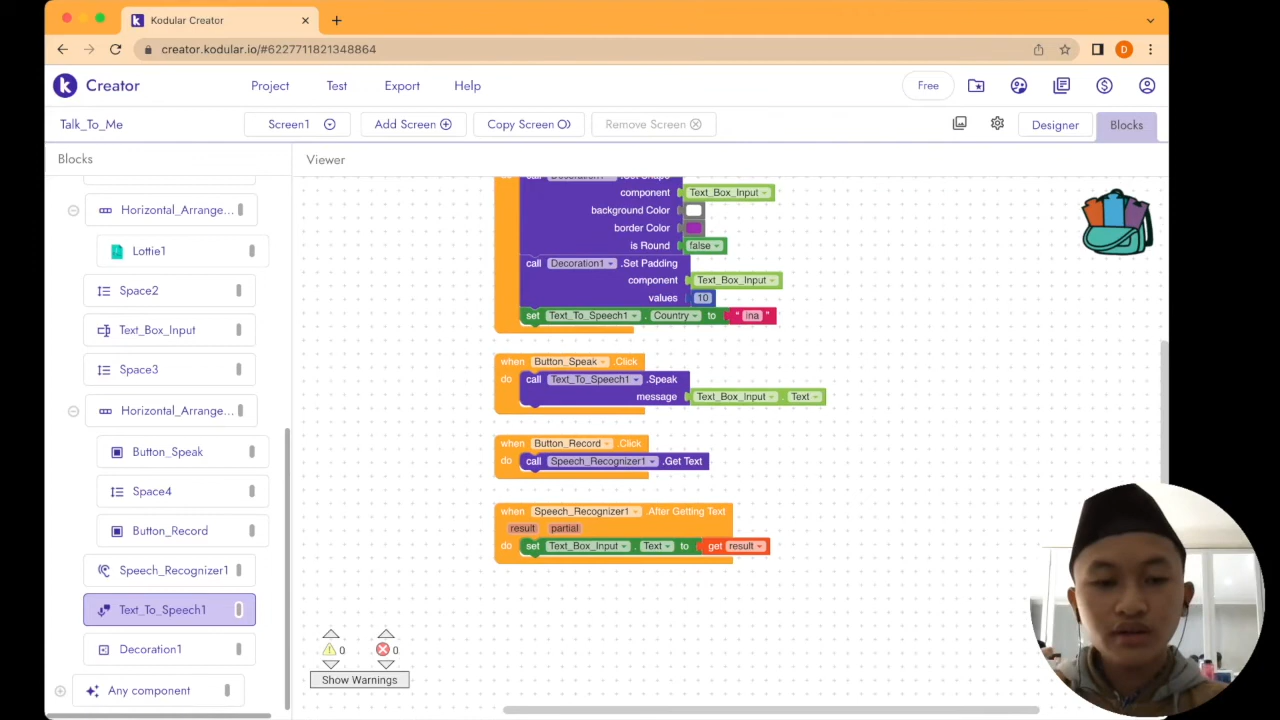 Kodular Creator
creator.kodular.io/#6227711821348864
D
Creator
Project
Test
Export
Help
Free
Talk_To_Me
Screen1
Add Screen
Copy Screen
Remove Screen
Designer
Blocks
Blocks
Viewer
Horizontal_Arrange...
Lottie1
Space2
Text_Box_Input
Space3
Horizontal_Arrange...
Button_Speak
Space4
Button_Record
Speech_Recognizer1
Text_To_Speech1
Decoration1
Any component
component Text_Box_Input
background Color
border Color
is Round false
call Decoration1 .Set Padding
component Text_Box_Input
values 10
set Text_To_Speech1 . Country to " ina "
when Button_Speak .Click
do call Text_To_Speech1 .Speak
message Text_Box_Input . Text
when Button_Record .Click
do call Speech_Recognizer1 .Get Text
when Speech_Recognizer1 .After Getting Text
result partial
do set Text_Box_Input . Text to get result
0 0
Show Warnings